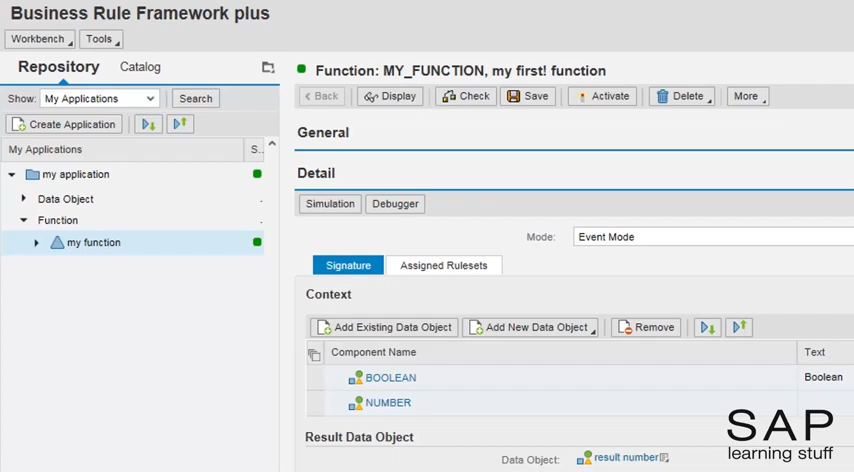 Business Rule Framework plus
Workbench Tools
Repository Catalog
Show: My Applications Search
Create Application
My Applications S..
my application
Data Object
Function
my function
Function: MY_FUNCTION, my first! function
< Back Display Check Save Activate Delete More
General
Detail
Simulation Debugger
Mode: Event Mode
Signature Assigned Rulesets
Context
Add Existing Data Object Add New Data Object Remove
Component Name Text
BOOLEAN Boolean
NUMBER
Result Data Object
Data Object: result number
SAP
learning stuff